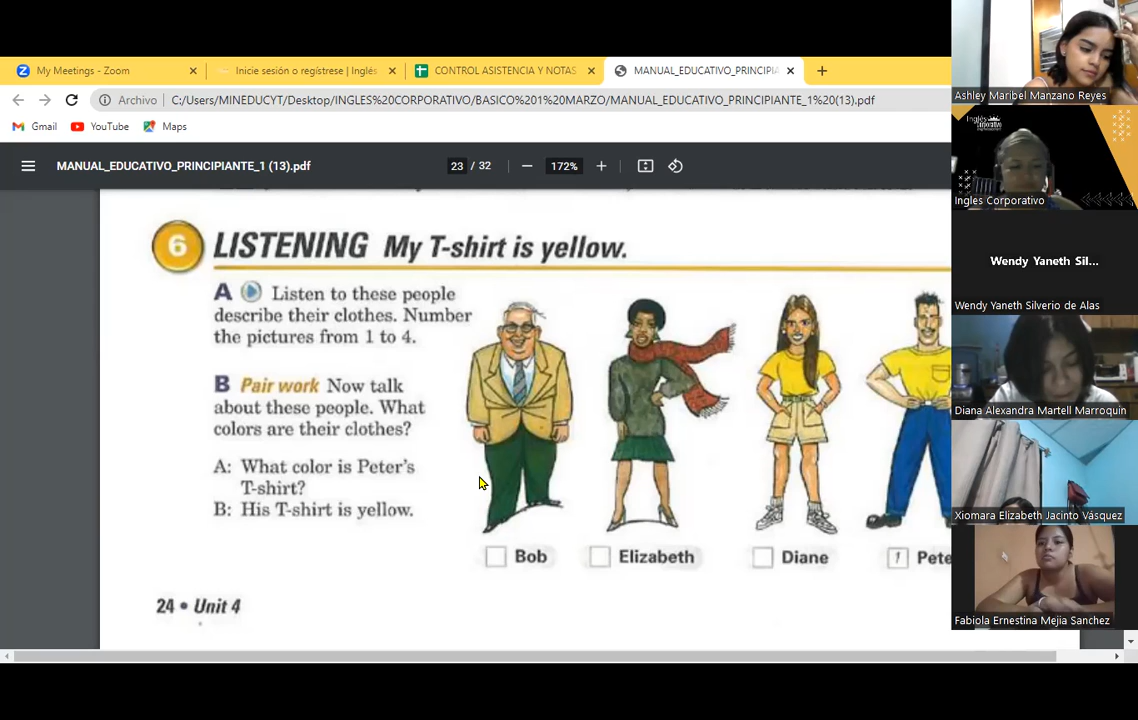 My Meetings - Zoom
Inicie sesión o regístrese | Inglés
CONTROL ASISTENCIA Y NOTAS
MANUAL_EDUCATIVO_PRINCIPIA
Archivo
C:/Users/MINEDUCYT/Desktop/INGLES%20CORPORATIVO/BASICO%201%20MARZO/MANUAL_EDUCATIVO_PRINCIPIANTE_1%20(13).pdf
Gmail
YouTube
Maps
MANUAL_EDUCATIVO_PRINCIPIANTE_1 (13).pdf
23 / 32
172%
6 LISTENING My T-shirt is yellow.
A Listen to these people
describe their clothes. Number
the pictures from 1 to 4.
B Pair work Now talk
about these people. What
colors are their clothes?
A: What color is Peter's
T-shirt?
B: His T-shirt is yellow.
Bob
Elizabeth
Diane
1 Pete
24 • Unit 4
Ashley Maribel Manzano Reyes
Inglés
Corporativo
Ingles Corporativo
Wendy Yaneth Sil...
Wendy Yaneth Silverio de Alas
Diana Alexandra Martell Marroquin
Xiomara Elizabeth Jacinto Vásquez
Fabiola Ernestina Mejia Sanchez